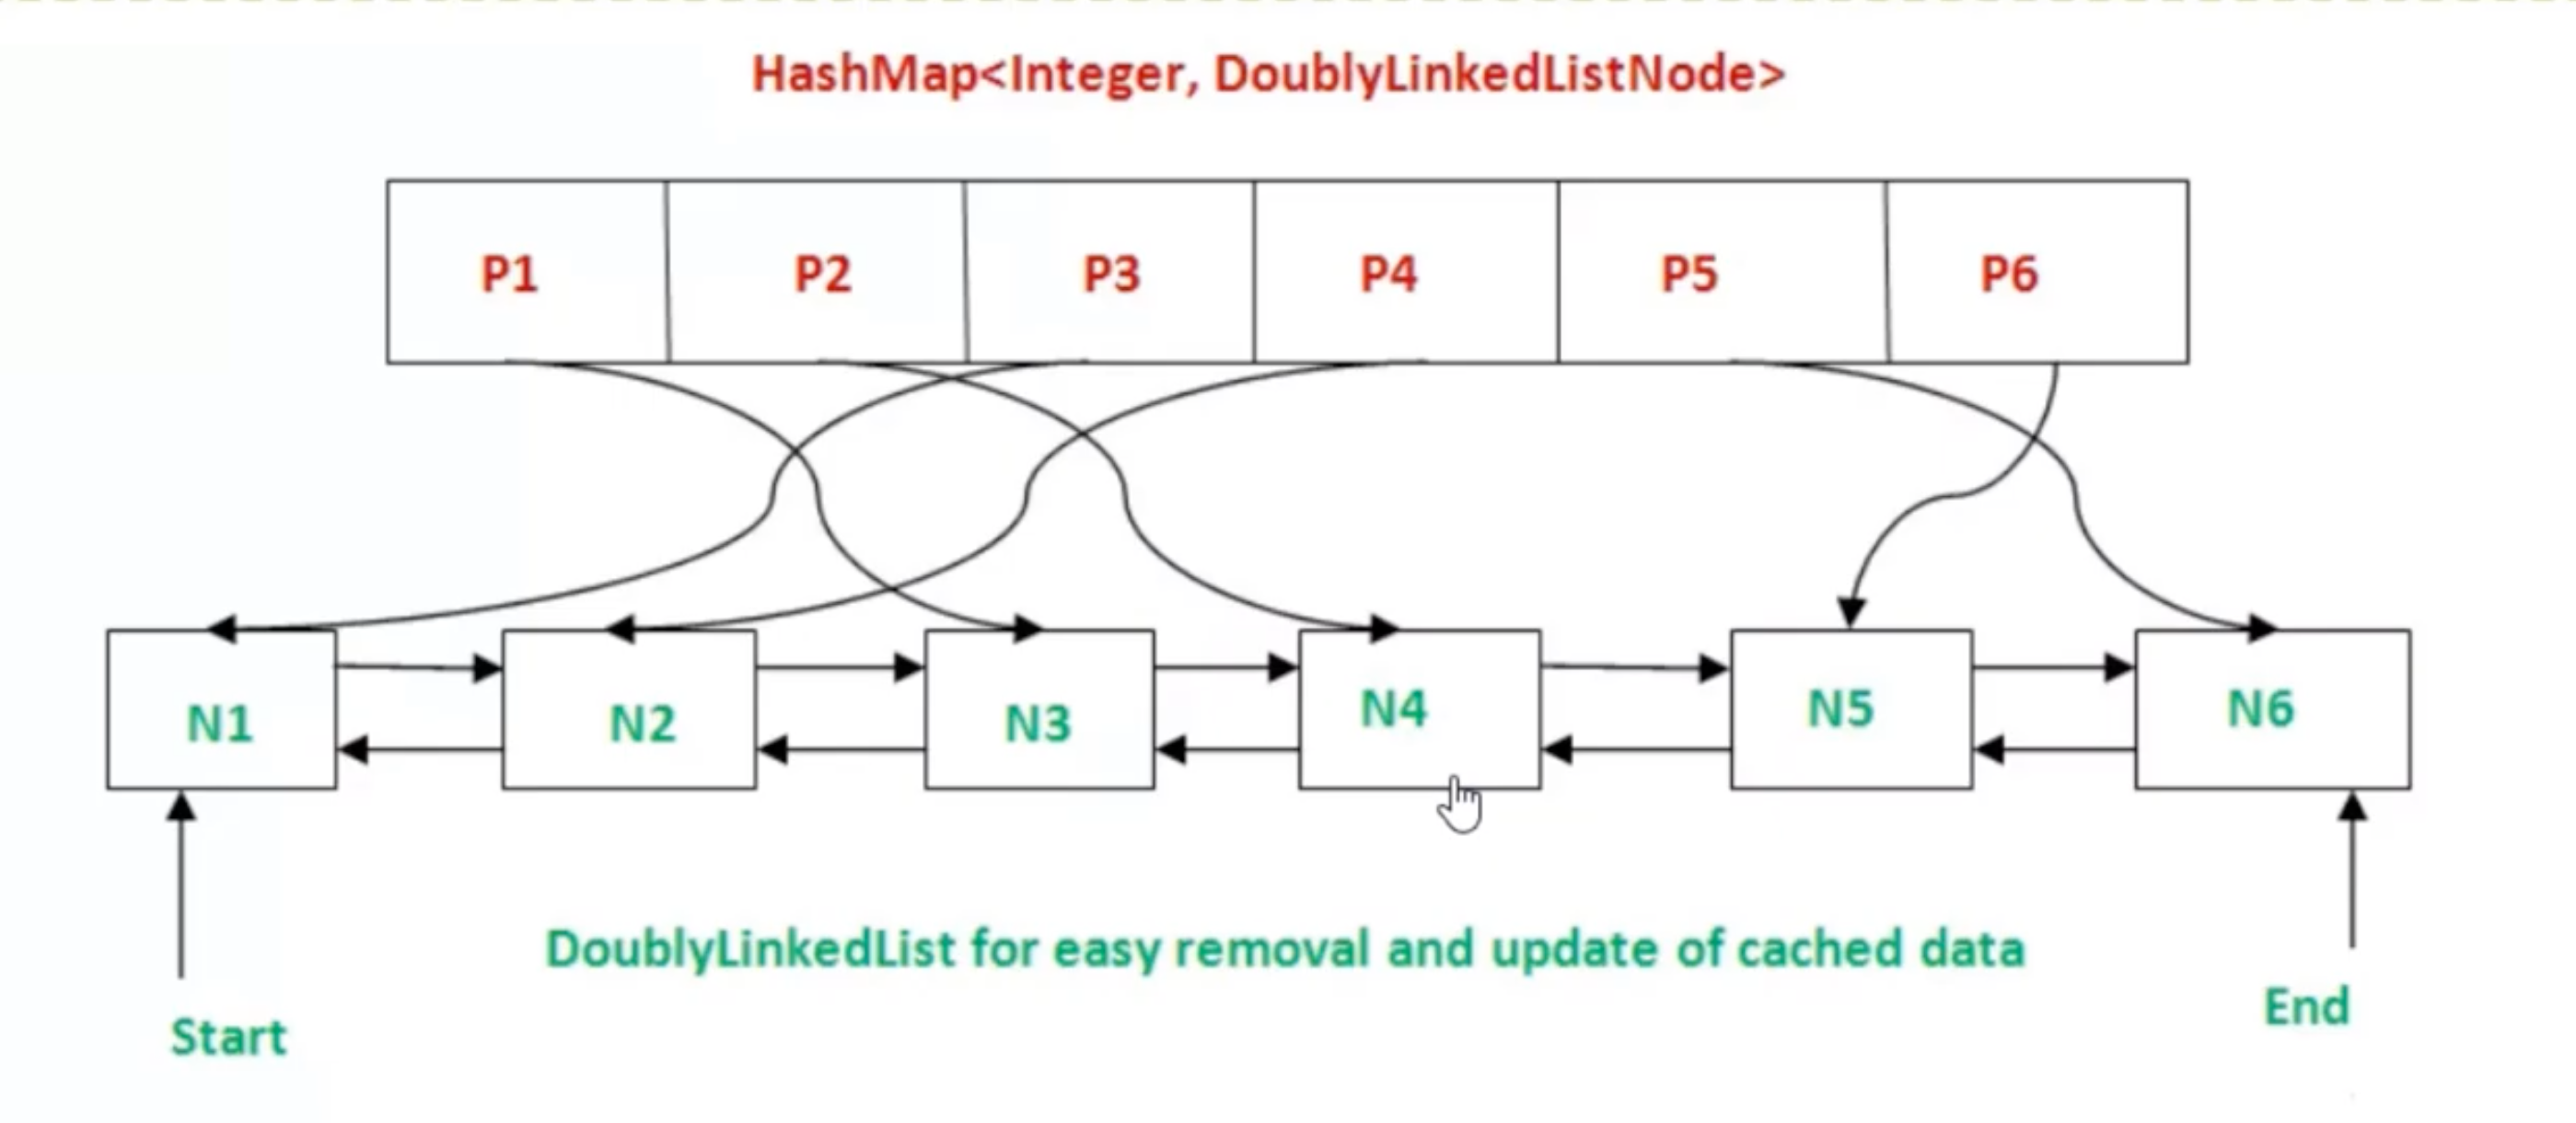 HashMap<Integer, DoublyLinkedListNode>
P1 P2 P3 P4 P5 P6
N1 N2 N3 N4 N5 N6
DoublyLinkedList for easy removal and update of cached data
Start End